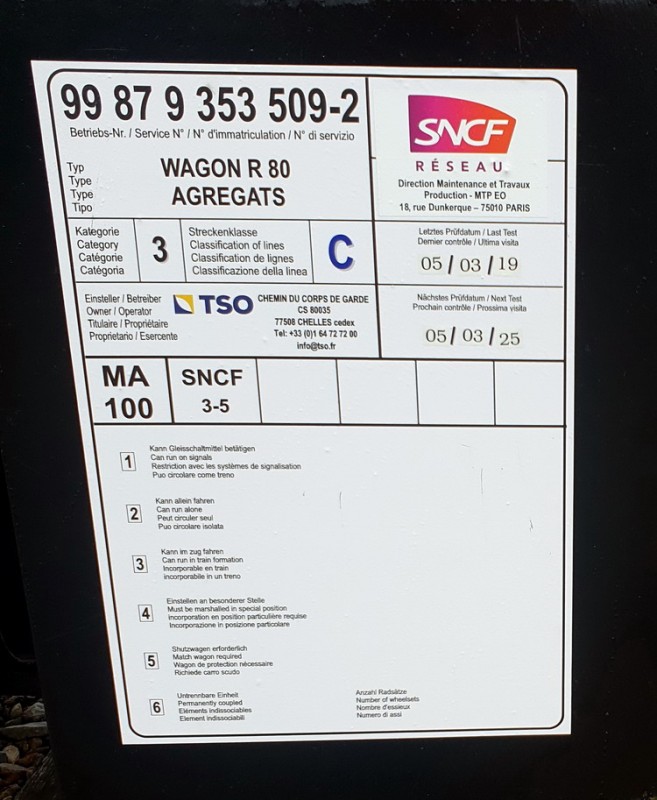 99 87 9 353 509-2
Betriebs-Nr. / Service N° / N° d'immatriculation / N° di servizio
SNCF
RÉSEAU
Direction Maintenance et Travaux
Production - MTP EO
18, rue Dunkerque – 75010 PARIS
Typ
Type
Type
Tipo
WAGON R 80
AGREGATS
Kategorie
Category
Catégorie
Catégoria
3
Streckenklasse
Classification of lines
Classification de lignes
Classificazione della linea
C
Letztes Prüfdatum / Last Test
Dernier contrôle / Ultima visita
05 / 03 / 19
Einsteller / Betreiber
Owner / Operator
Titulaire / Propriétaire
Proprietario / Esercente
TSO
CHEMIN DU CORPS DE GARDE
CS 80035
77508 CHELLES cedex
Tel: +33 (0)1 64 72 72 00
info@tso.fr
Nächstes Prüfdatum / Next Test
Prochain contrôle / Prossima visita
05 / 03 / 25
MA
100
SNCF
3-5
1
Kann Gleisschaltmittel betätigen
Can run on signals
Restriction avec les systèmes de signalisation
Puo circolare come treno
2
Kann allein fahren
Can run alone
Peut circuler seul
Puo circolare isolata
3
Kann im zug fahren
Can run in train formation
Incorporable en train
incorporabile in un treno
4
Einstellen an besonderer Stelle
Must be marshalled in special position
Incorporation en position particulière requise
Incorporazione in posizione particolare
5
Shutzwagen erforderlich
Match wagon required
Wagon de protection nécessaire
Richiede carro scudo
6
Untrennbare Einheit
Permanently coupled
Eléments indissociables
Element indissociabili
Anzahl Radsätze
Number of wheelsets
Nombre d'essieux
Numero di assi